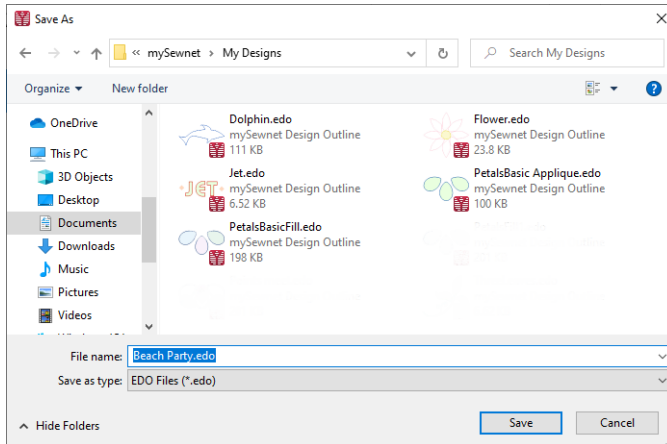 Save As
« mySewnet › My Designs
Search My Designs
Organize
New folder
?
OneDrive
This PC
3D Objects
Desktop
Documents
Downloads
Music
Pictures
Videos
Dolphin.edo
mySewnet Design Outline
111 KB
Flower.edo
mySewnet Design Outline
23.8 KB
JET
Jet.edo
mySewnet Design Outline
6.52 KB
PetalsBasic Applique.edo
mySewnet Design Outline
100 KB
PetalsBasicFill.edo
mySewnet Design Outline
198 KB
File name: Beach Party.edo
Save as type: EDO Files (*.edo)
Hide Folders
Save
Cancel